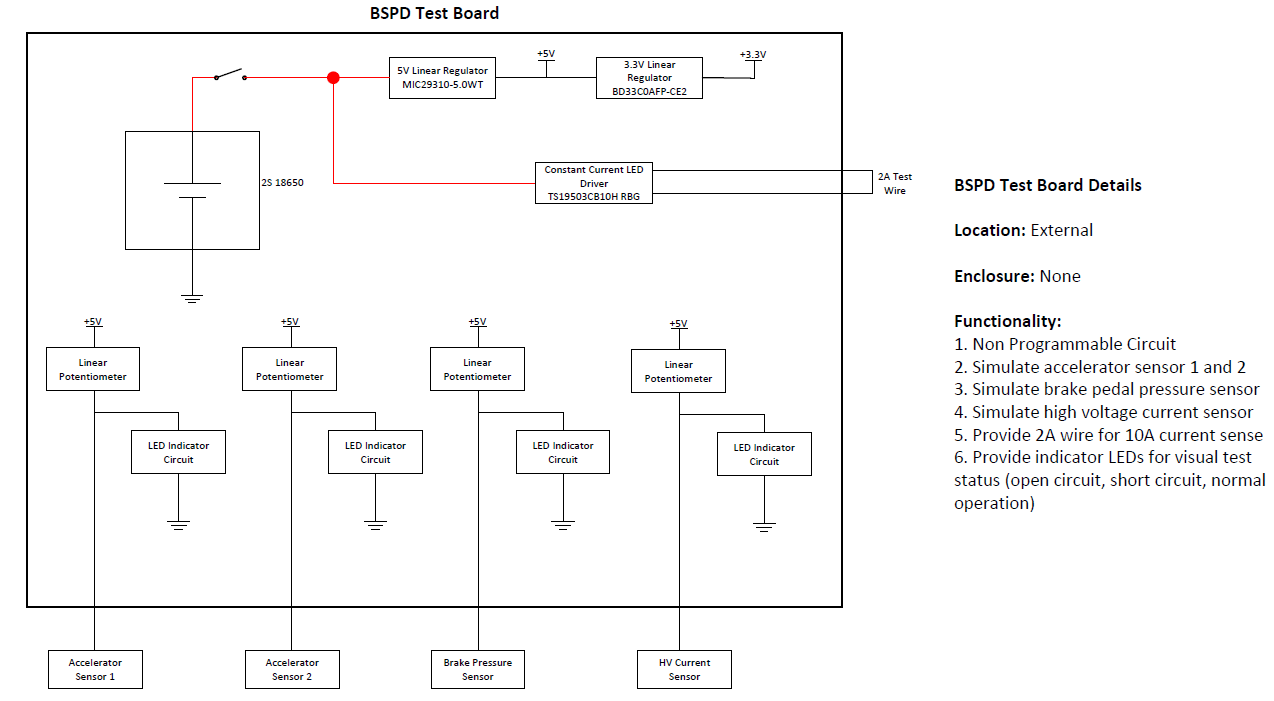 BSPD Test Board
+5V
+3.3V
5V Linear Regulator
MIC29310-5.0WT
3.3V Linear
Regulator
BD33C0AFP-CE2
2S 18650
Constant Current LED
Driver
TS19503CB10H RBG
2A Test
Wire
BSPD Test Board Details
Location: External
Enclosure: None
Functionality:
1. Non Programmable Circuit
2. Simulate accelerator sensor 1 and 2
3. Simulate brake pedal pressure sensor
4. Simulate high voltage current sensor
5. Provide 2A wire for 10A current sense
6. Provide indicator LEDs for visual test
status (open circuit, short circuit, normal
operation)
+5V
+5V
+5V
+5V
Linear
Potentiometer
Linear
Potentiometer
Linear
Potentiometer
Linear
Potentiometer
LED Indicator
Circuit
LED Indicator
Circuit
LED Indicator
Circuit
LED Indicator
Circuit
Accelerator
Sensor 1
Accelerator
Sensor 2
Brake Pressure
Sensor
HV Current
Sensor